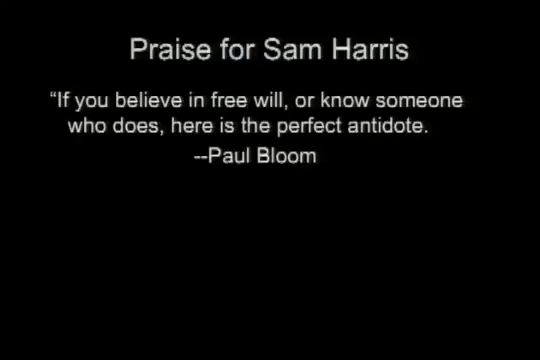 Praise for Sam Harris
“If you believe in free will, or know someone
who does, here is the perfect antidote.
--Paul Bloom